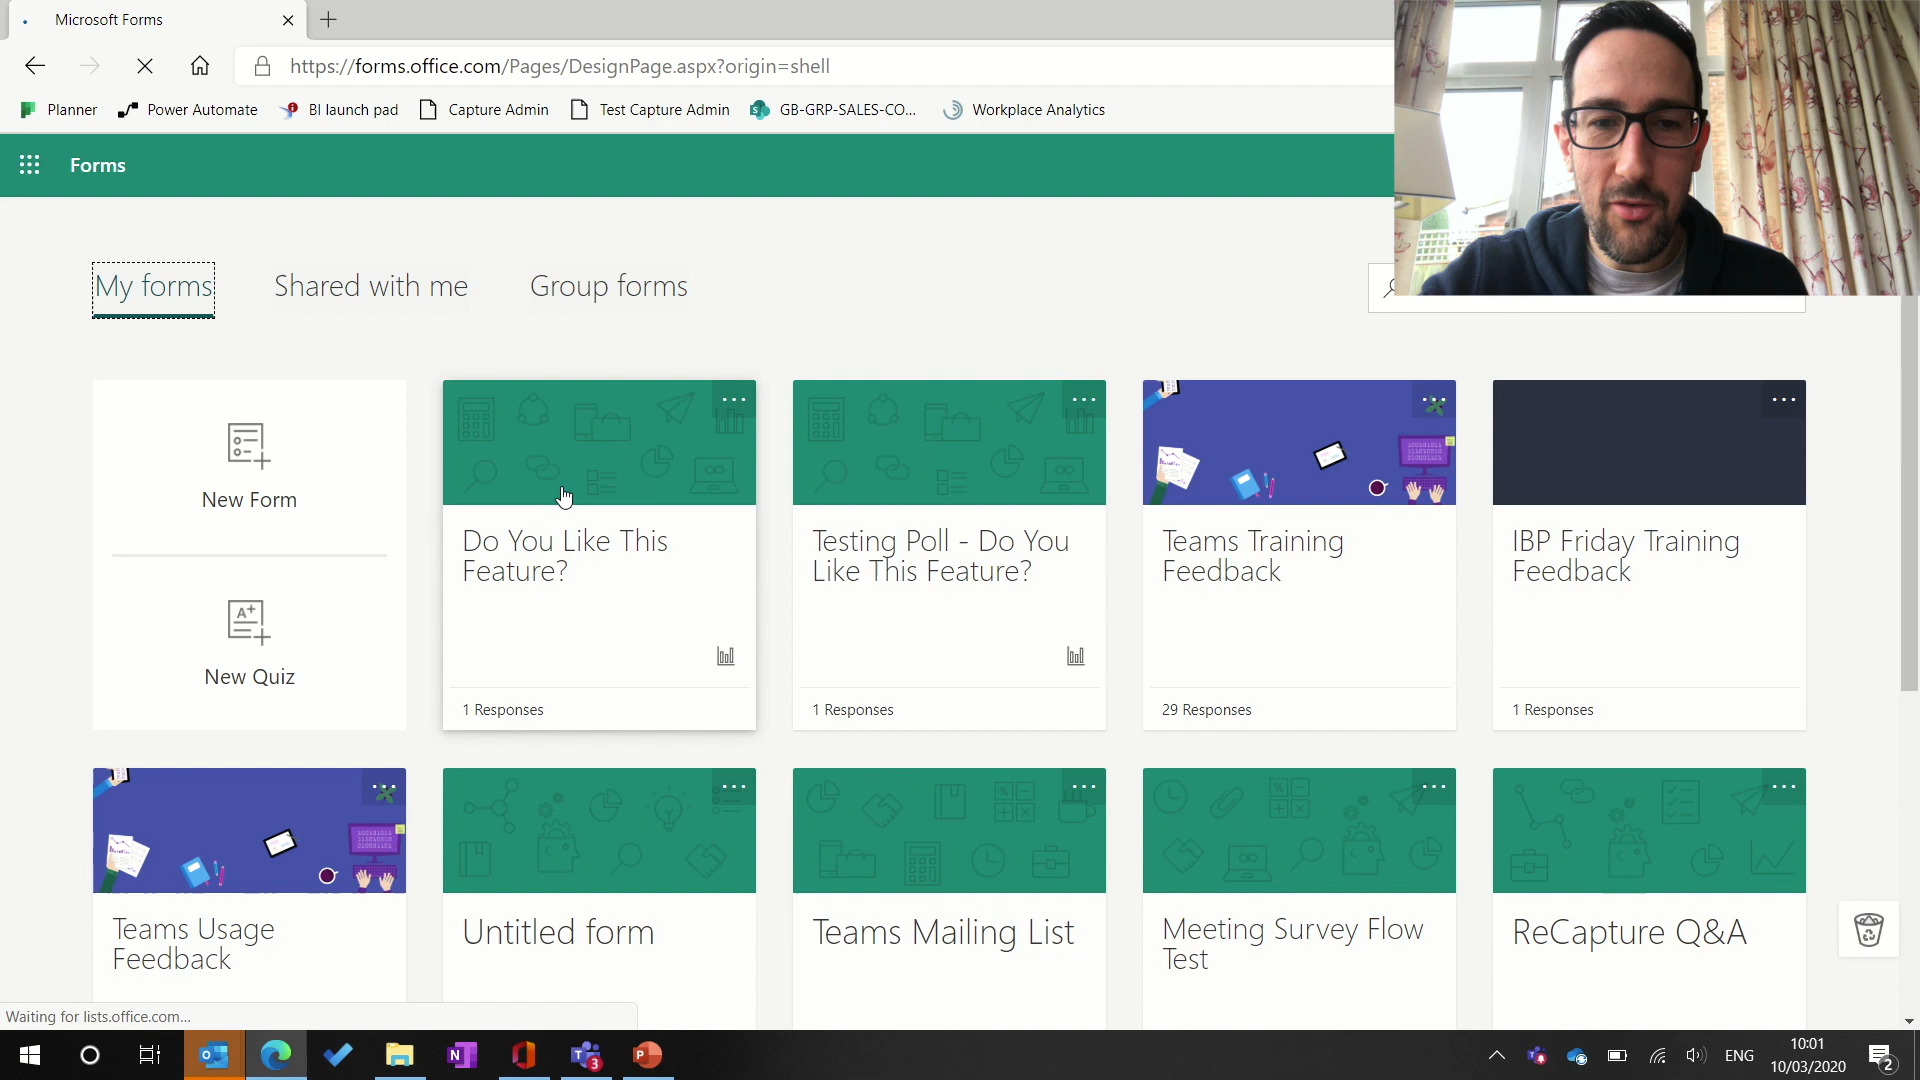 Microsoft Forms
https://forms.office.com/Pages/DesignPage.aspx?origin=shell
Planner
Power Automate
BI launch pad
Capture Admin
Test Capture Admin
GB-GRP-SALES-CO...
Workplace Analytics
Forms
My forms
Shared with me
Group forms
New Form
New Quiz
Do You Like This
Feature?
1 Responses
Testing Poll - Do You
Like This Feature?
1 Responses
Teams Training
Feedback
29 Responses
IBP Friday Training
Feedback
1 Responses
Teams Usage
Feedback
Untitled form
Teams Mailing List
Meeting Survey Flow
Test
ReCapture Q&A
Waiting for lists.office.com...
3
ENG
10:01
10/03/2020
2